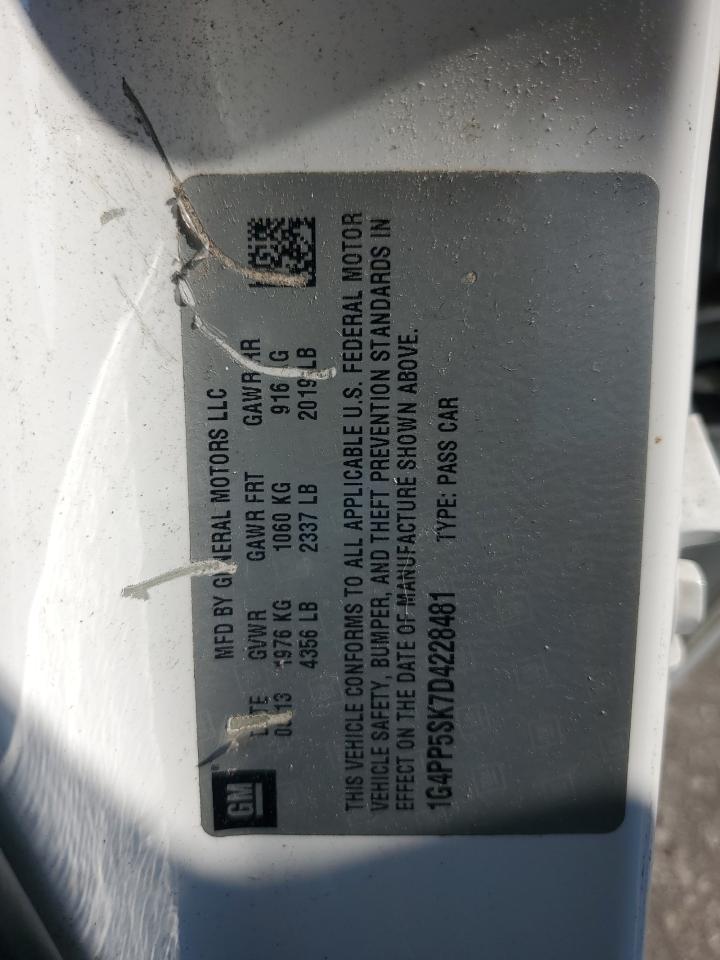 GM
MFD BY GENERAL MOTORS LLC
DATE GVWR GAWR FRT GAWR RR
1976 KG 1060 KG 916 KG
4356 LB 2337 LB 2019 LB
THIS VEHICLE CONFORMS TO ALL APPLICABLE U.S. FEDERAL MOTOR
VEHICLE SAFETY, BUMPER, AND THEFT PREVENTION STANDARDS IN
EFFECT ON THE DATE OF MANUFACTURE SHOWN ABOVE.
1G4PP5SK7D4228481 TYPE: PASS CAR